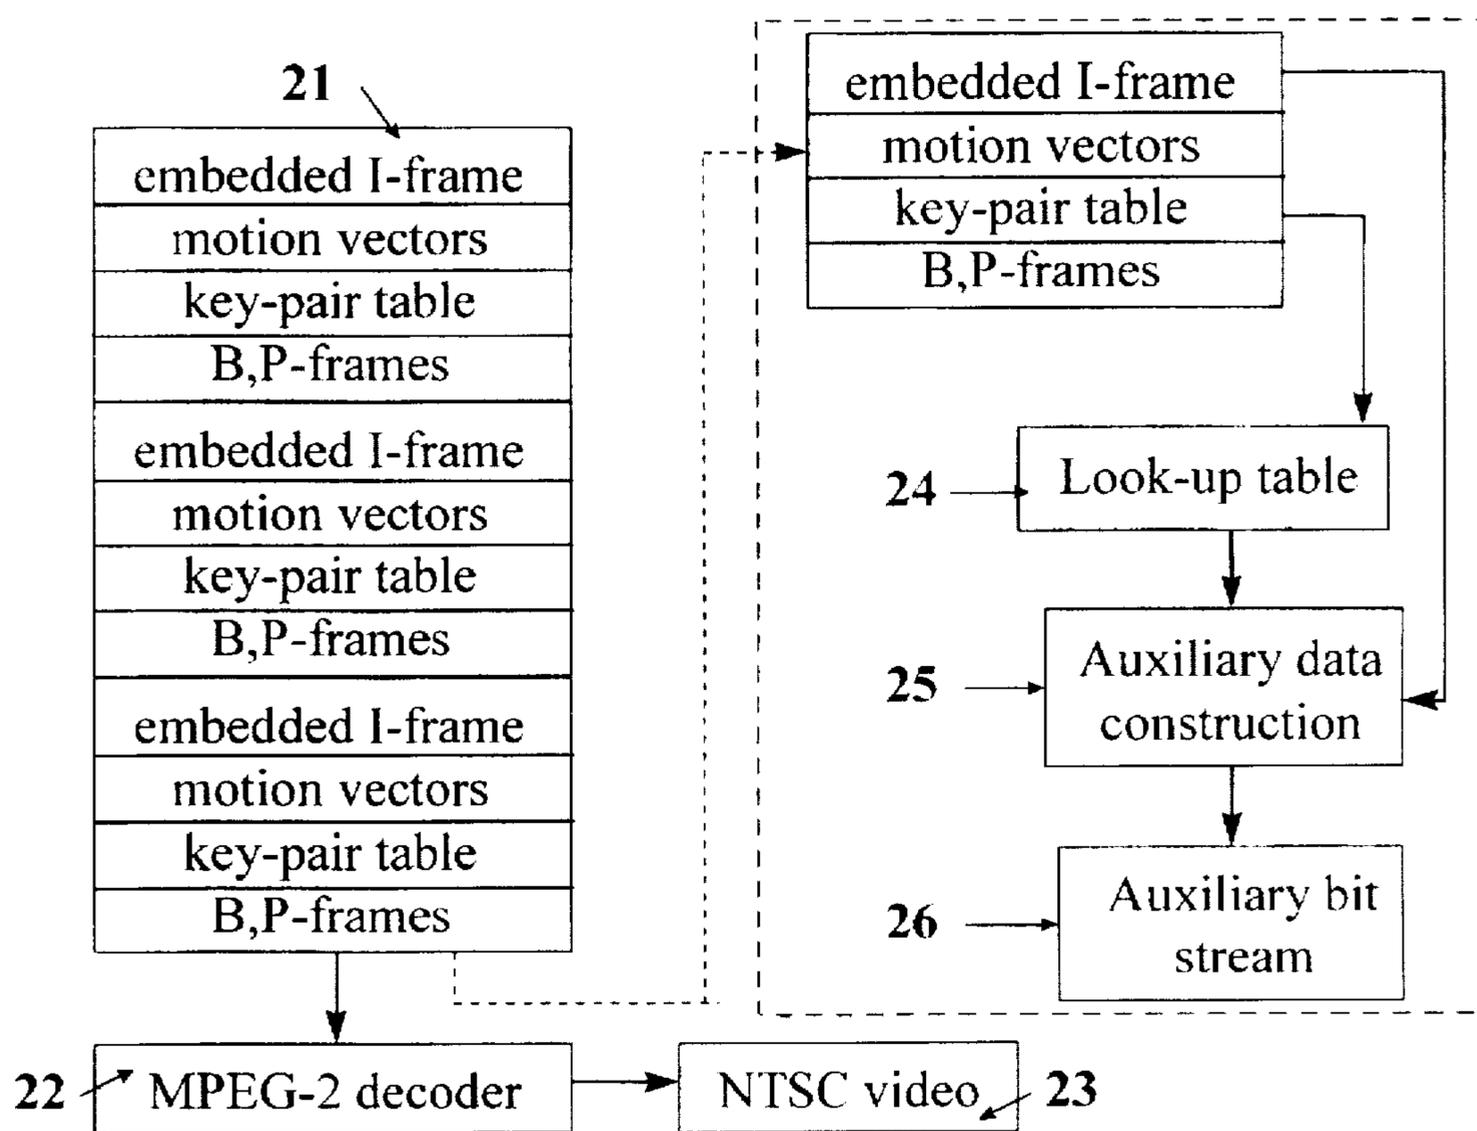 21
embedded I-frame
motion vectors
key-pair table
B,P-frames
embedded I-frame
motion vectors
key-pair table
B,P-frames
embedded I-frame
motion vectors
key-pair table
B,P-frames
22
MPEG-2 decoder
NTSC video
23
embedded I-frame
motion vectors
key-pair table
B,P-frames
24
Look-up table
25
Auxiliary data
construction
26
Auxiliary bit
stream